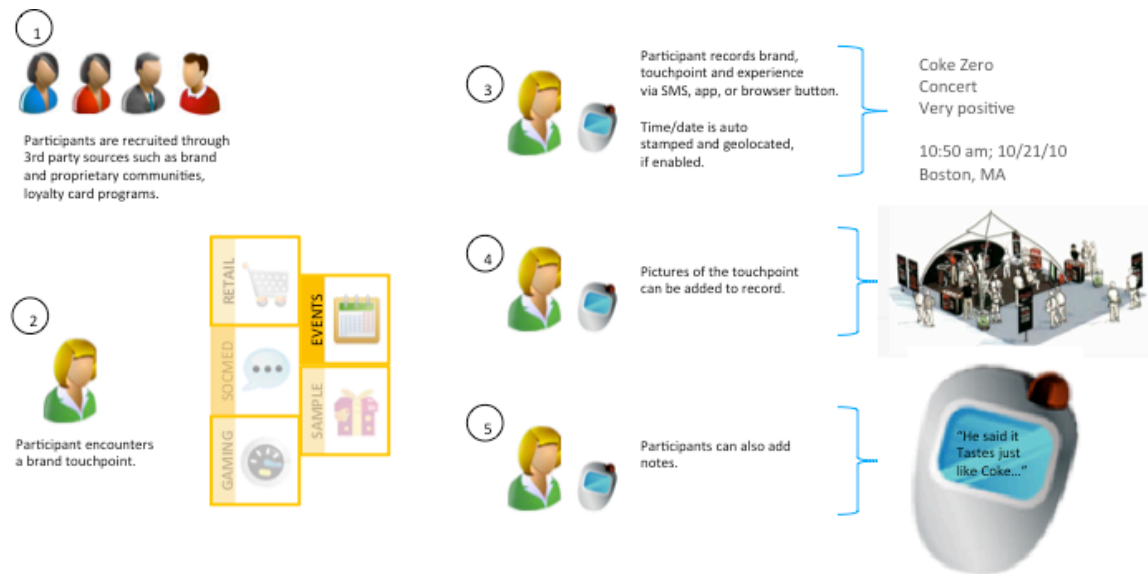 1
Participants are recruited through
3rd party sources such as brand
and proprietary communities,
loyalty card programs.
2
Participant encounters
a brand touchpoint.
RETAIL
SOCMED
GAMING
EVENTS
SAMPLE
3
Participant records brand,
touchpoint and experience
via SMS, app, or browser button.
Time/date is auto
stamped and geolocated,
if enabled.
Coke Zero
Concert
Very positive
10:50 am; 10/21/10
Boston, MA
4
Pictures of the touchpoint
can be added to record.
5
Participants can also add
notes.
“He said it
Tastes just
like Coke...”